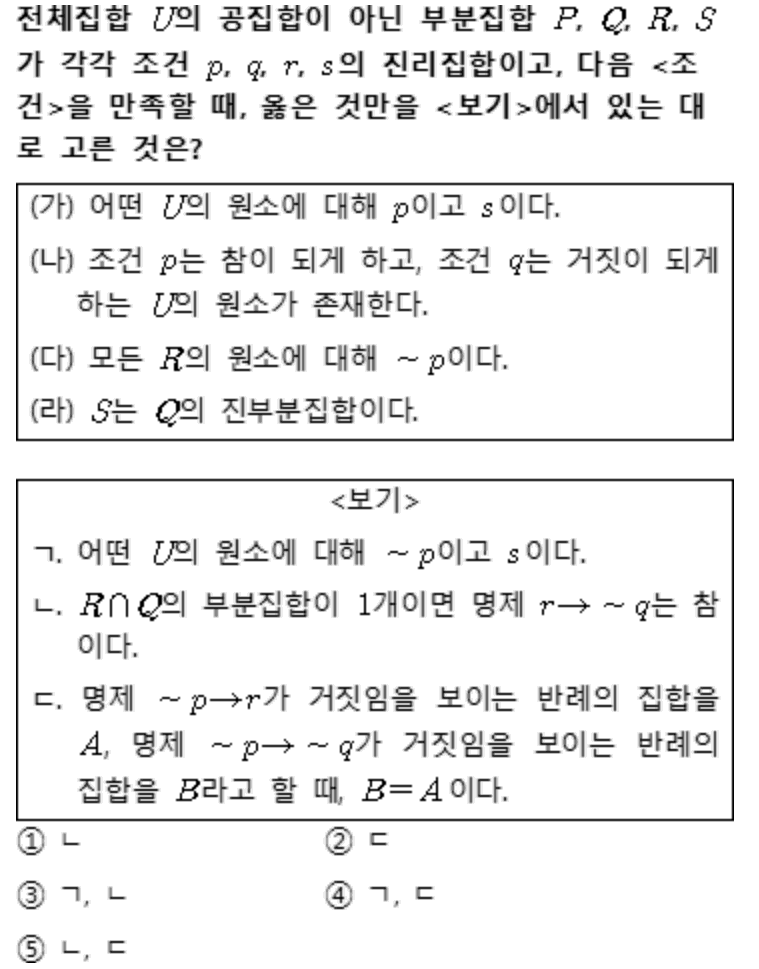 전체집합 U의 공집합이 아닌 부분집합 P, Q, R, S
가 각각 조건 p, q, r, s의 진리집합이고, 다음 <조
건>을 만족할 때, 옳은 것만을 <보기>에서 있는 대
로 고른 것은?
(가) 어떤 U의 원소에 대해 p이고 s이다.
(나) 조건 p는 참이 되게 하고, 조건 q는 거짓이 되게
하는 U의 원소가 존재한다.
(다) 모든 R의 원소에 대해 ~p이다.
(라) S는 Q의 진부분집합이다.
<보기>
ㄱ. 어떤 U의 원소에 대해 ~p이고 s이다.
ㄴ. R∩Q의 부분집합이 1개이면 명제 r→~q는 참
이다.
ㄷ. 명제 ~p→r가 거짓임을 보이는 반례의 집합을
A, 명제 ~p→~q가 거짓임을 보이는 반례의
집합을 B라고 할 때, B=A이다.
① ㄴ ② ㄷ
③ ㄱ, ㄴ ④ ㄱ, ㄷ
⑤ ㄴ, ㄷ